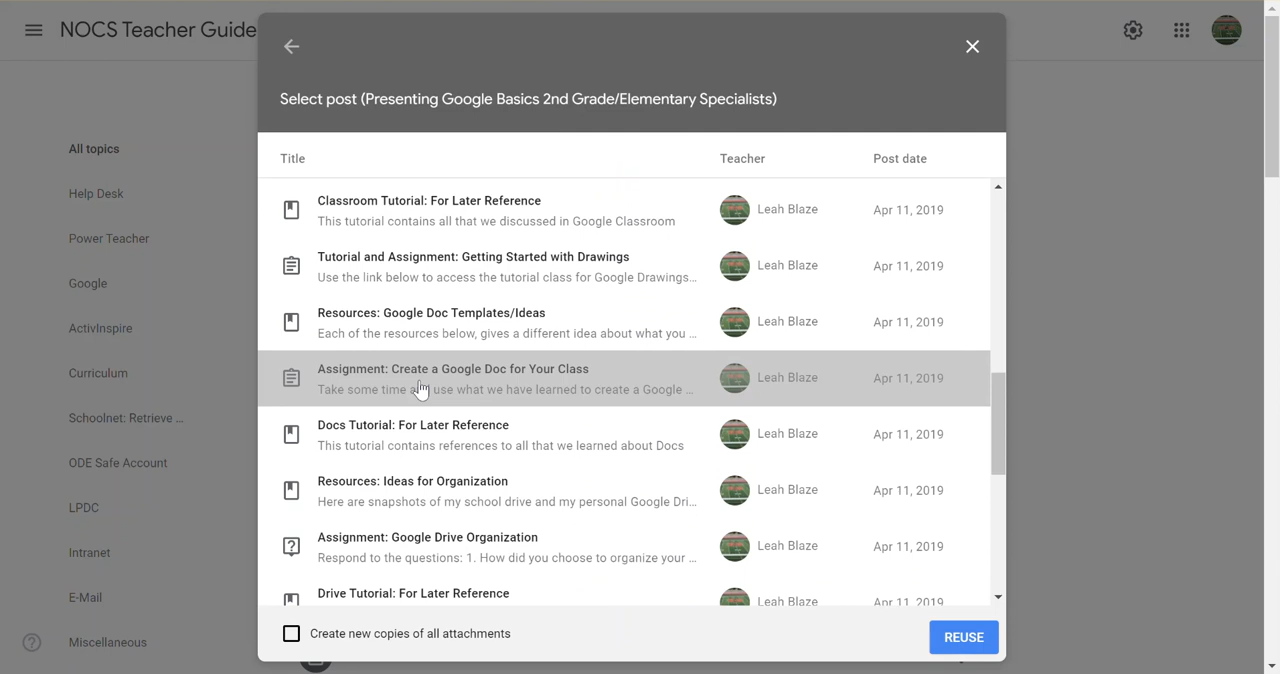 NOCS Teacher Guide
Select post (Presenting Google Basics 2nd Grade/Elementary Specialists)
Title
Teacher
Post date
All topics
Help Desk
Power Teacher
Google
ActivInspire
Curriculum
Schoolnet: Retrieve ...
ODE Safe Account
LPDC
Intranet
E-Mail
Miscellaneous
Classroom Tutorial: For Later Reference
This tutorial contains all that we discussed in Google Classroom
Leah Blaze
Apr 11, 2019
Tutorial and Assignment: Getting Started with Drawings
Use the link below to access the tutorial class for Google Drawings...
Leah Blaze
Apr 11, 2019
Resources: Google Doc Templates/Ideas
Each of the resources below, gives a different idea about what you ...
Leah Blaze
Apr 11, 2019
Assignment: Create a Google Doc for Your Class
Take some time use what we have learned to create a Google ...
Leah Blaze
Apr 11, 2019
Docs Tutorial: For Later Reference
This tutorial contains references to all that we learned about Docs
Leah Blaze
Apr 11, 2019
Resources: Ideas for Organization
Here are snapshots of my school drive and my personal Google Dri...
Leah Blaze
Apr 11, 2019
Assignment: Google Drive Organization
Respond to the questions: 1. How did you choose to organize your ...
Leah Blaze
Apr 11, 2019
Drive Tutorial: For Later Reference
Leah Blaze
Apr 11, 2019
Create new copies of all attachments
REUSE